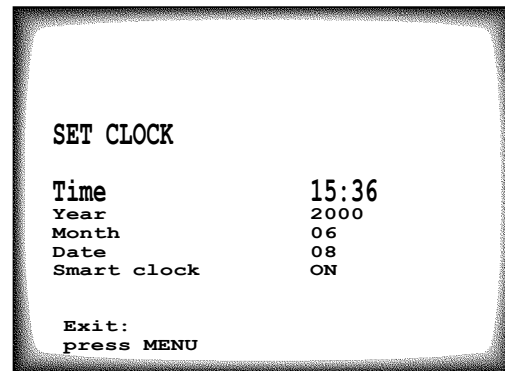 SET CLOCK
Time 15:36
Year 2000
Month 06
Date 08
Smart clock ON
Exit:
press MENU